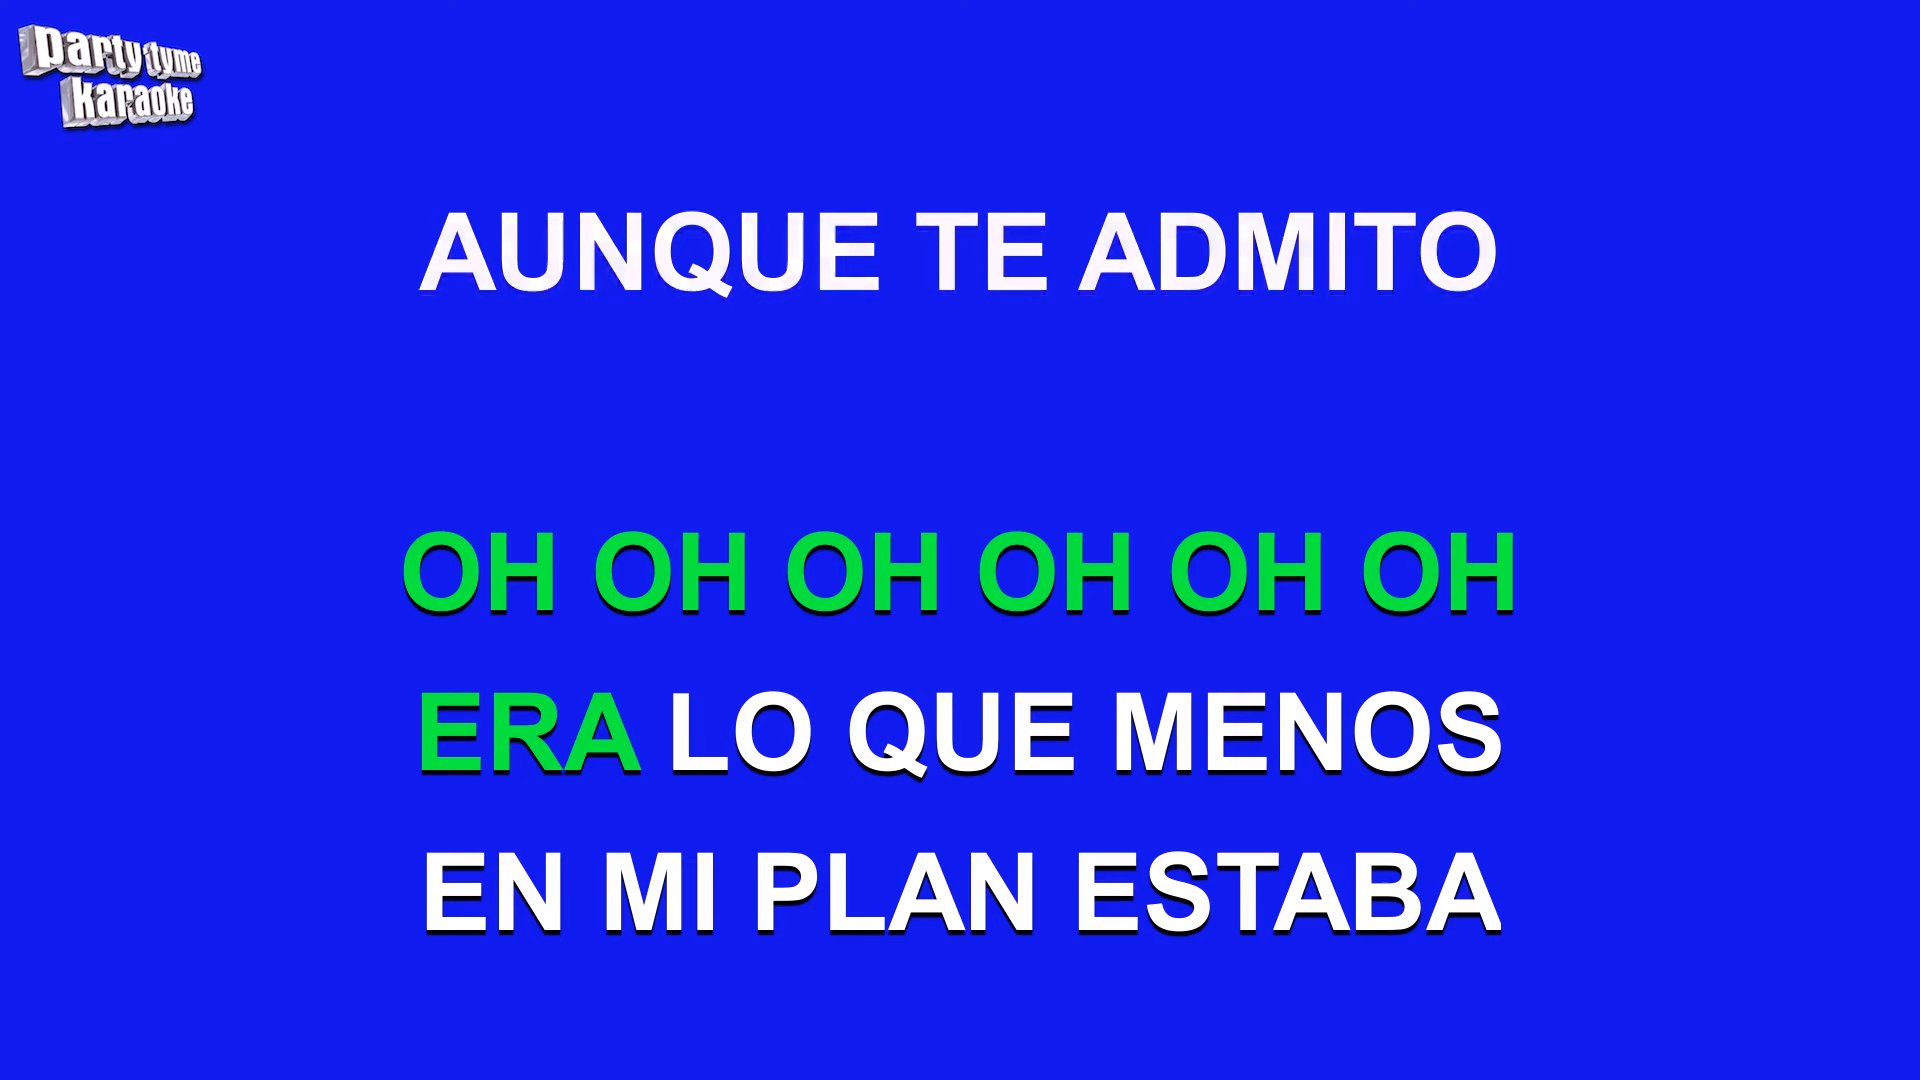 party tyme
karaoke
AUNQUE TE ADMITO
OH OH OH OH OH OH
ERA LO QUE MENOS
EN MI PLAN ESTABA